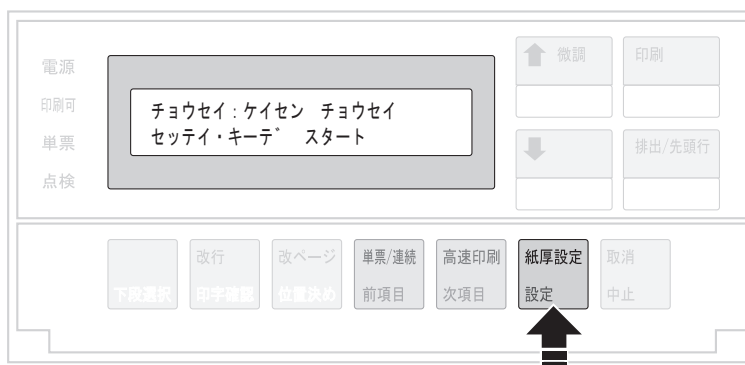 電源
印刷可
単票
点検
チョウセイ：ケイセン　チョウセイ
セッテイ・キーデ゛　スタート
微調
印刷
排出/先頭行
改行
改ページ
単票/連続
高速印刷
紙厚設定
取消
下段選択
印字確認
位置決め
前項目
次項目
設定
中止